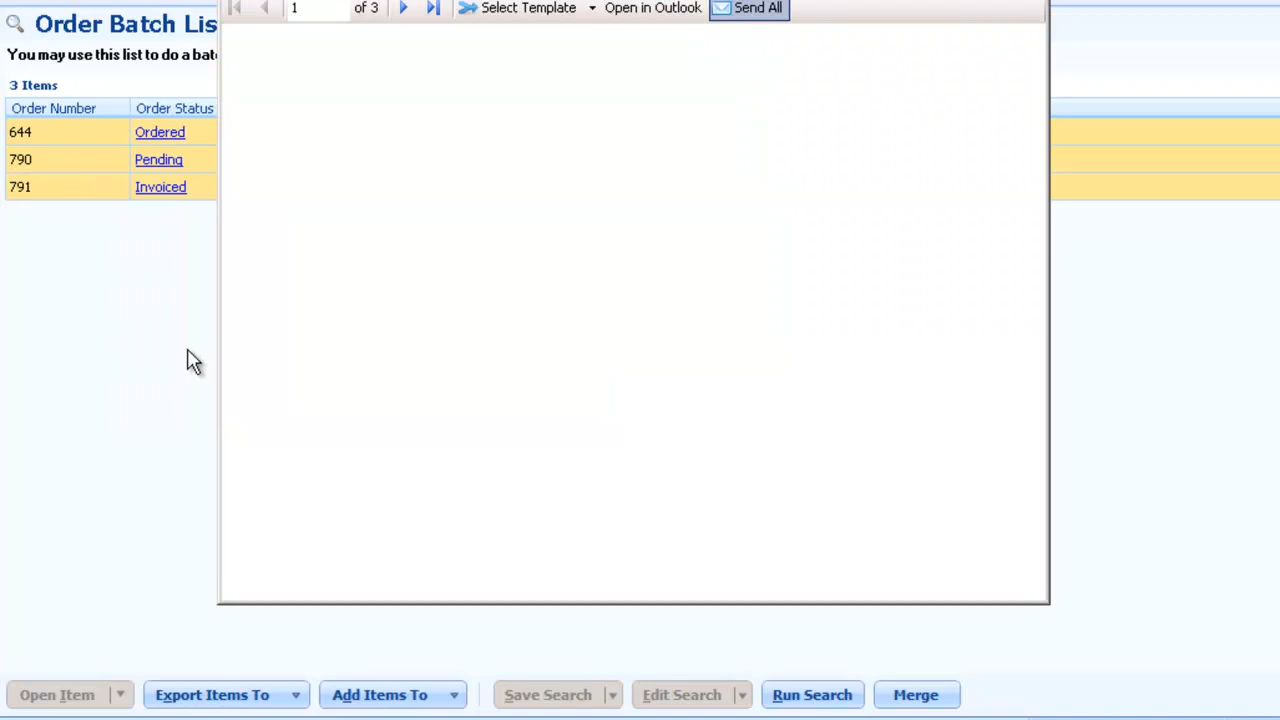 1 of 3 Select Template Open in Outlook Send All
Order Batch Lis
You may use this list to do a bat
3 Items
Order Number Order Status
644 Ordered
790 Pending
791 Invoiced
Open Item Export Items To Add Items To Save Search Edit Search Run Search Merge